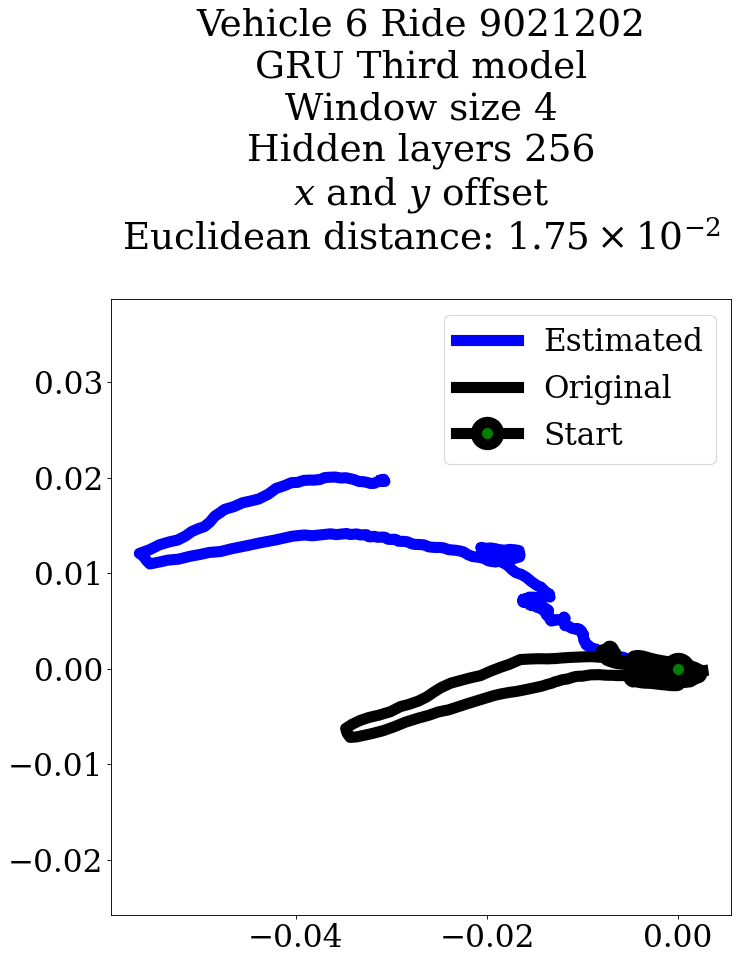 Vehicle 6 Ride 9021202
GRU Third model
Window size 4
Hidden layers 256
x and y offset
Euclidean distance: 1.75 × 10⁻²
Estimated
Original
Start
0.03
0.02
0.01
0.00
−0.01
−0.02
−0.04
−0.02
0.00